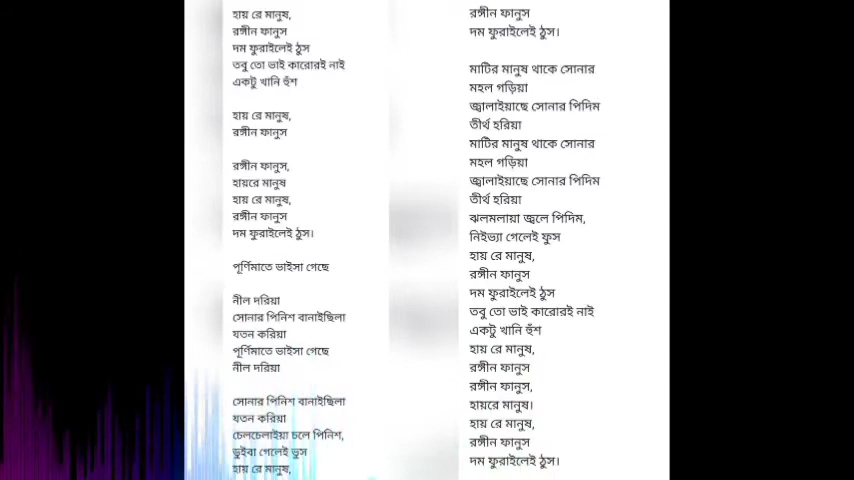 হায় রে মানুষ,
রঙ্গীন ফানুস
দম ফুরাইলেই ঠুস
তবু তো ভাই কারোরই নাই
একটু খানি হুঁশ
হায় রে মানুষ,
রঙ্গীন ফানুস
রঙ্গীন ফানুস,
হায়রে মানুষ
হায় রে মানুষ,
রঙ্গীন ফানুস
দম ফুরাইলেই ঠুস।
পূর্ণিমাতে ভাইসা গেছে
নীল দরিয়া
সোনার পিনিশ বানাইছিলা
যতন করিয়া
পূর্ণিমাতে ভাইসা গেছে
নীল দরিয়া
সোনার পিনিশ বানাইছিলা
যতন করিয়া
চেলচেলাইয়া চলে পিনিশ,
ডুইবা গেলেই ভুস
হায় রে মানুষ,
রঙ্গীন ফানুস
দম ফুরাইলেই ঠুস।
মাটির মানুষ থাকে সোনার
মহল গড়িয়া
জ্বালাইয়াছে সোনার পিদিম
তীর্থ হরিয়া
মাটির মানুষ থাকে সোনার
মহল গড়িয়া
জ্বালাইয়াছে সোনার পিদিম
তীর্থ হরিয়া
ঝলমলায়া জ্বলে পিদিম,
নিইভ্যা গেলেই ফুস
হায় রে মানুষ,
রঙ্গীন ফানুস
দম ফুরাইলেই ঠুস
তবু তো ভাই কারোরই নাই
একটু খানি হুঁশ
হায় রে মানুষ,
রঙ্গীন ফানুস
রঙ্গীন ফানুস,
হায়রে মানুষ।
হায় রে মানুষ,
রঙ্গীন ফানুস
দম ফুরাইলেই ঠুস।